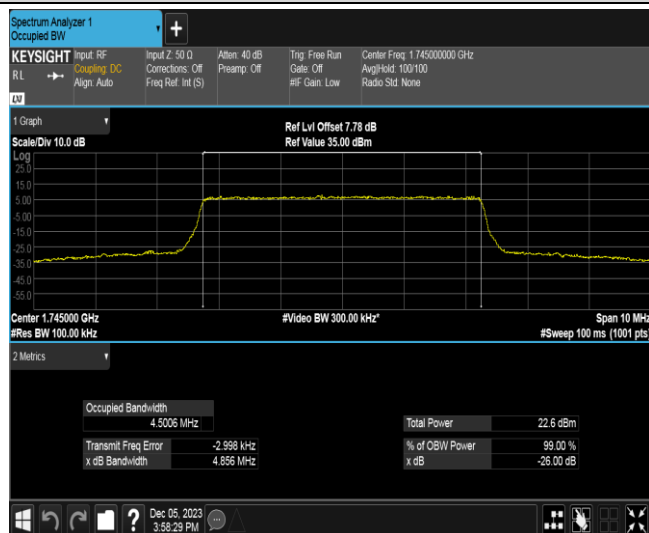 Spectrum Analyzer 1
Occupied BW
+
KEYSIGHT
RL
LXI
Input: RF
Coupling: DC
Align: Auto
Input Z: 50 Ω
Corrections: Off
Freq Ref: Int (S)
Atten: 40 dB
Preamp: Off
Trig: Free Run
Gate: Off
#IF Gain: Low
Center Freq: 1.745000000 GHz
Avg|Hold: 100/100
Radio Std: None
1 Graph
Scale/Div 10.0 dB
Ref Lvl Offset 7.78 dB
Ref Value 35.00 dBm
Log
25.0
15.0
5.00
-5.00
-15.0
-25.0
-35.0
-45.0
-55.0
Center 1.745000 GHz
#Res BW 100.00 kHz
#Video BW 300.00 kHz*
Span 10 MHz
#Sweep 100 ms (1001 pts)
2 Metrics
Occupied Bandwidth
4.5006 MHz
Transmit Freq Error -2.998 kHz
x dB Bandwidth 4.856 MHz
Total Power 22.6 dBm
% of OBW Power 99.00 %
x dB -26.00 dB
?
Dec 05, 2023
3:58:29 PM